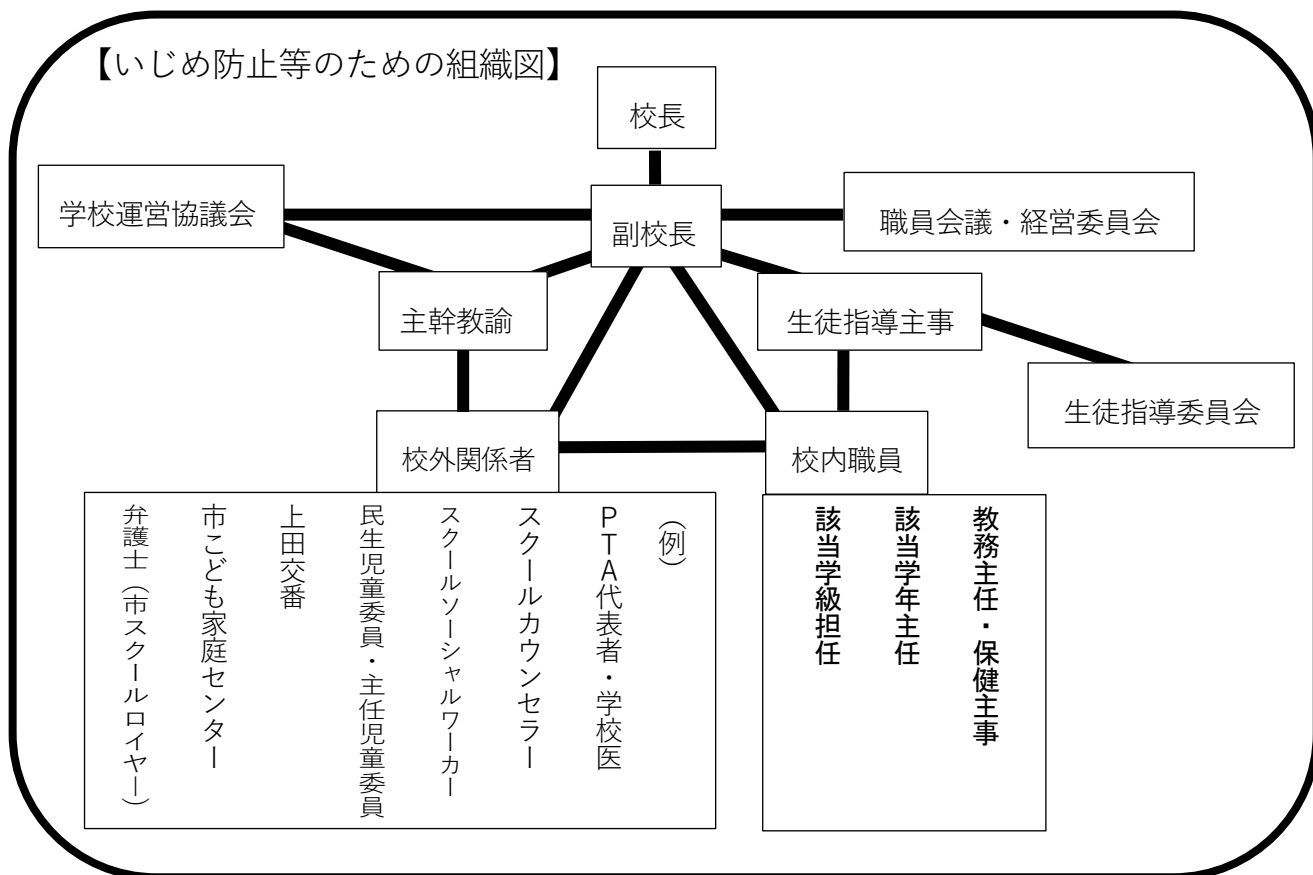 【いじめ防止等のための組織図】
校長
学校運営協議会
副校長
職員会議・経営委員会
主幹教諭
生徒指導主事
生徒指導委員会
校外関係者
校内職員
(例)
PTA代表者・学校医
スクールカウンセラー
スクールソーシャルワーカー
民生児童委員・主任児童委員
上田交番
市こども家庭センター
弁護士(市スクールロイヤー)
教務主任・保健主事
該当学年主任
該当学級担任